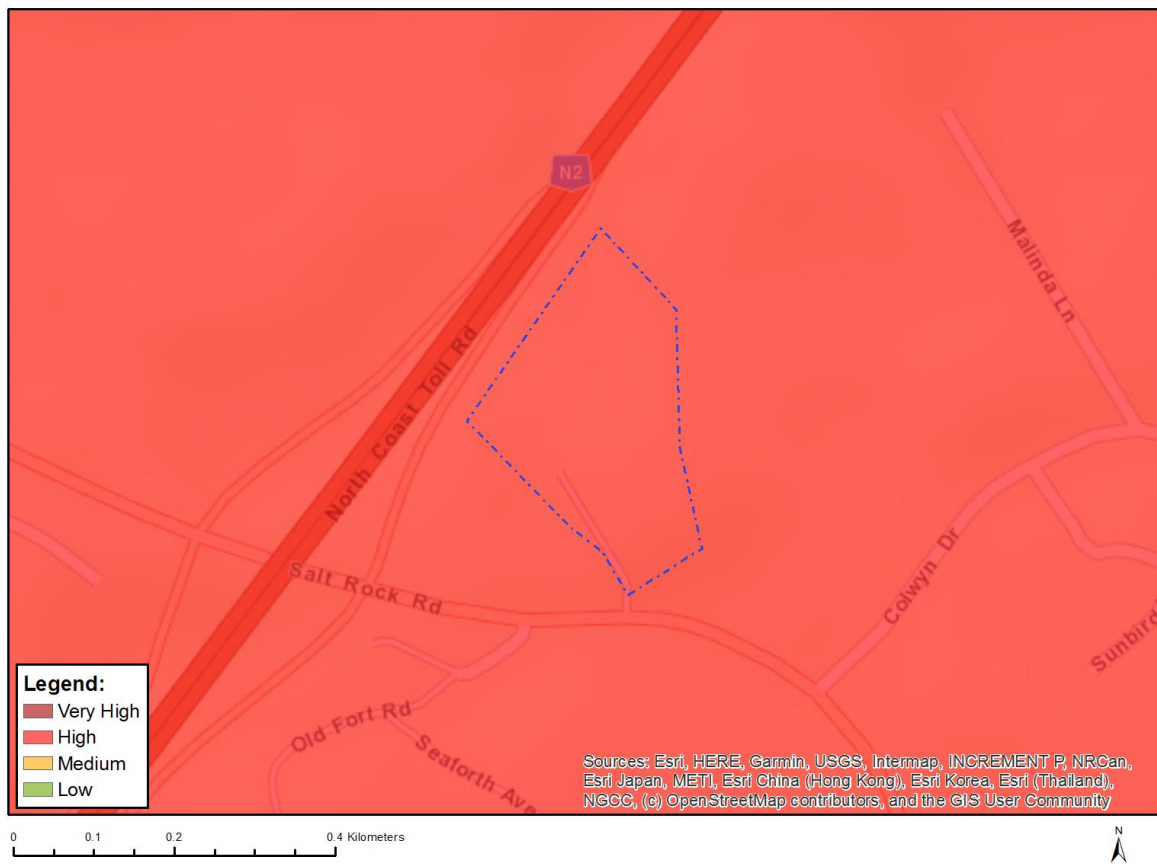 N2
Malinda Ln
North Coast Toll Rd
Salt Rock Rd
Colwyn Dr
Sunbird
Old Fort Rd
Seaforth Ave
Legend:
Very High
High
Medium
Low
Sources: Esri, HERE, Garmin, USGS, Intermap, INCREMENT P, NRCan,
Esri Japan, METI, Esri China (Hong Kong), Esri Korea, Esri (Thailand),
NGCC, (c) OpenStreetMap contributors, and the GIS User Community
0 0.1 0.2 0.4 Kilometers
N